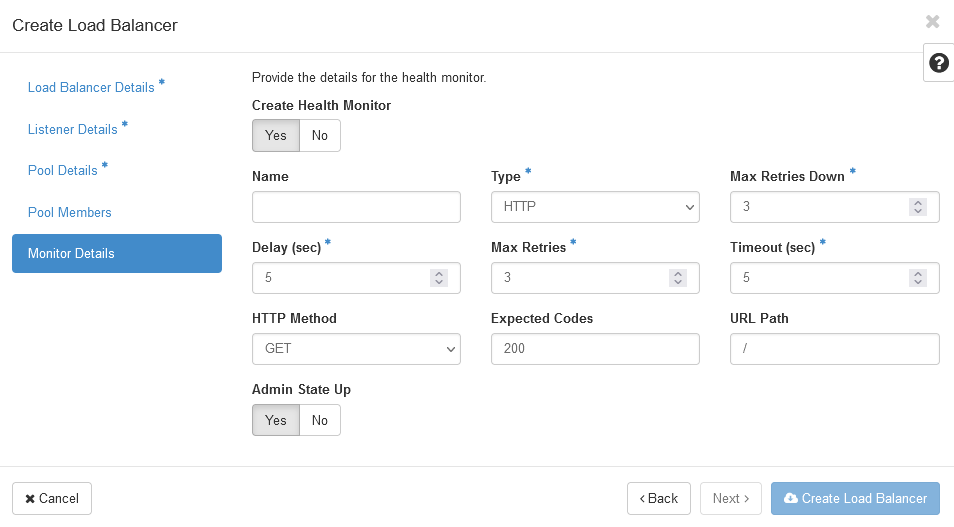 Create Load Balancer
Load Balancer Details *
Listener Details *
Pool Details *
Pool Members
Monitor Details
Provide the details for the health monitor.
Create Health Monitor
Yes No
Name Type * Max Retries Down *
HTTP 3
Delay (sec) * Max Retries * Timeout (sec) *
5 3 5
HTTP Method Expected Codes URL Path
GET 200 /
Admin State Up
Yes No
✖ Cancel < Back Next > Create Load Balancer